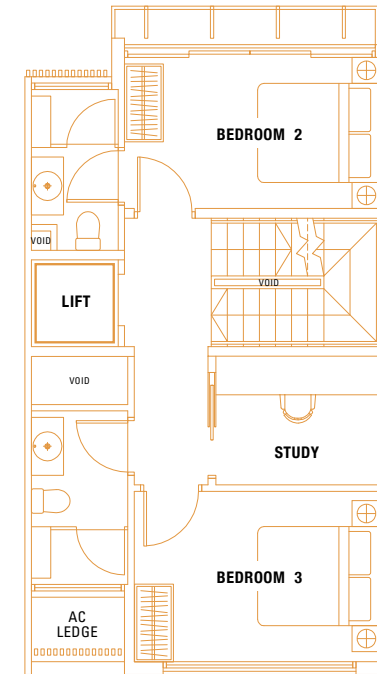 BEDROOM 2
VOID
VOID
LIFT
VOID
STUDY
BEDROOM 3
AC
LEDGE